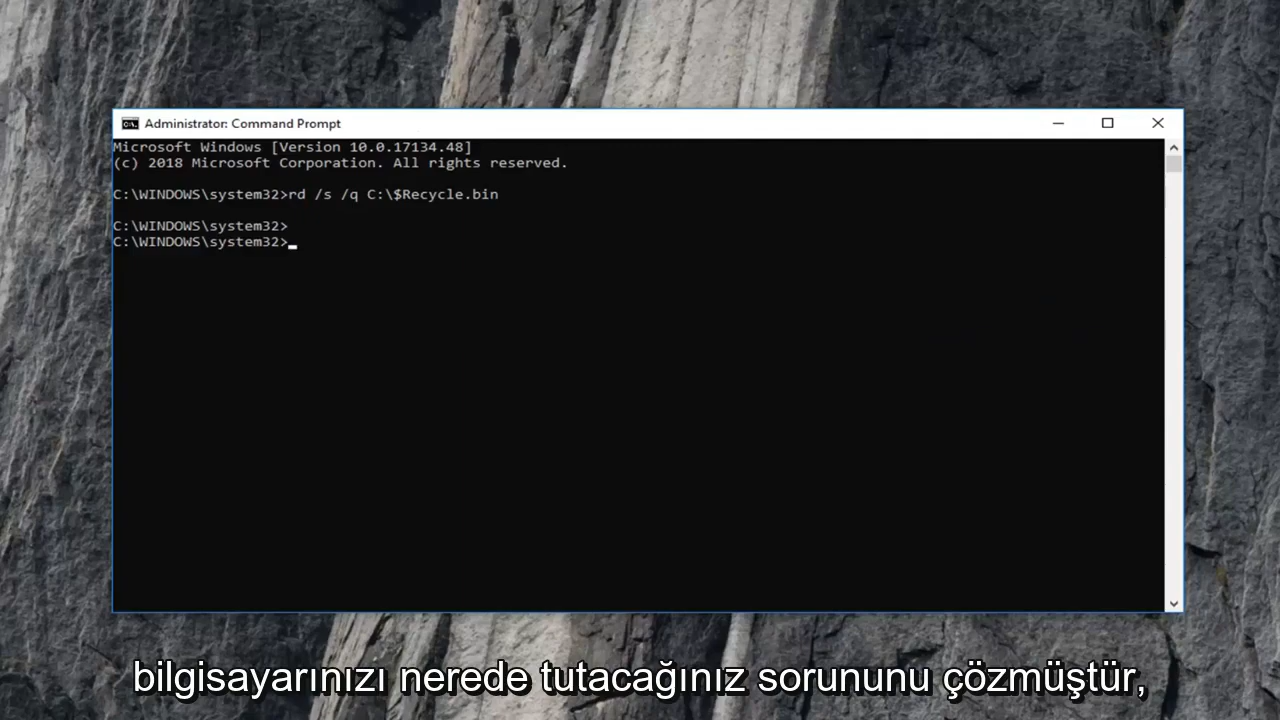 Administrator: Command Prompt
Microsoft Windows [Version 10.0.17134.48]
(c) 2018 Microsoft Corporation. All rights reserved.
C:\WINDOWS\system32>rd /s /q C:\$Recycle.bin
C:\WINDOWS\system32>
C:\WINDOWS\system32>
bilgisayarınızı nerede tutacağınız sorununu çözmüştür,